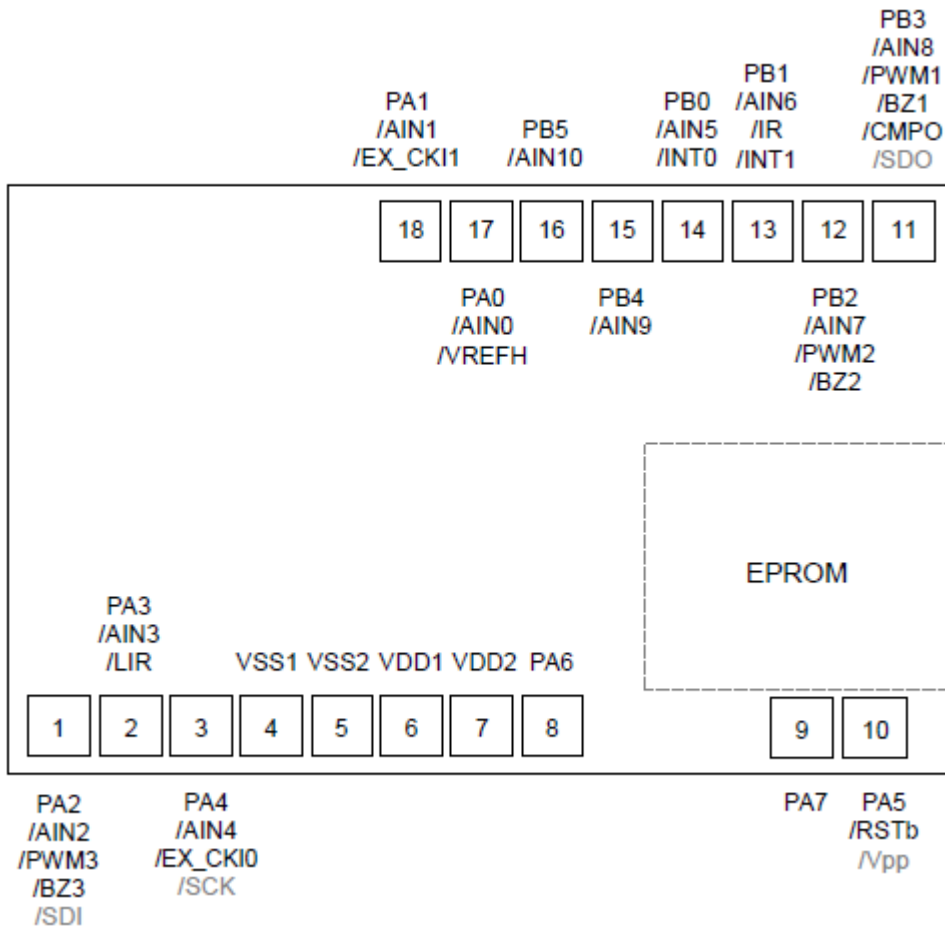 PB3
/AIN8
/PWM1
/BZ1
/CMPO
/SDO
PB1
/AIN6
/IR
/INT1
PB0
/AIN5
/INT0
PB5
/AIN10
PA1
/AIN1
/EX_CKI1
18 17 16 15 14 13 12 11
PA0
/AIN0
/VREFH
PB4
/AIN9
PB2
/AIN7
/PWM2
/BZ2
EPROM
PA3
/AIN3
/LIR
VSS1 VSS2 VDD1 VDD2 PA6
1 2 3 4 5 6 7 8 9 10
PA2
/AIN2
/PWM3
/BZ3
/SDI
PA4
/AIN4
/EX_CKI0
/SCK
PA7
PA5
/RSTb
/Vpp